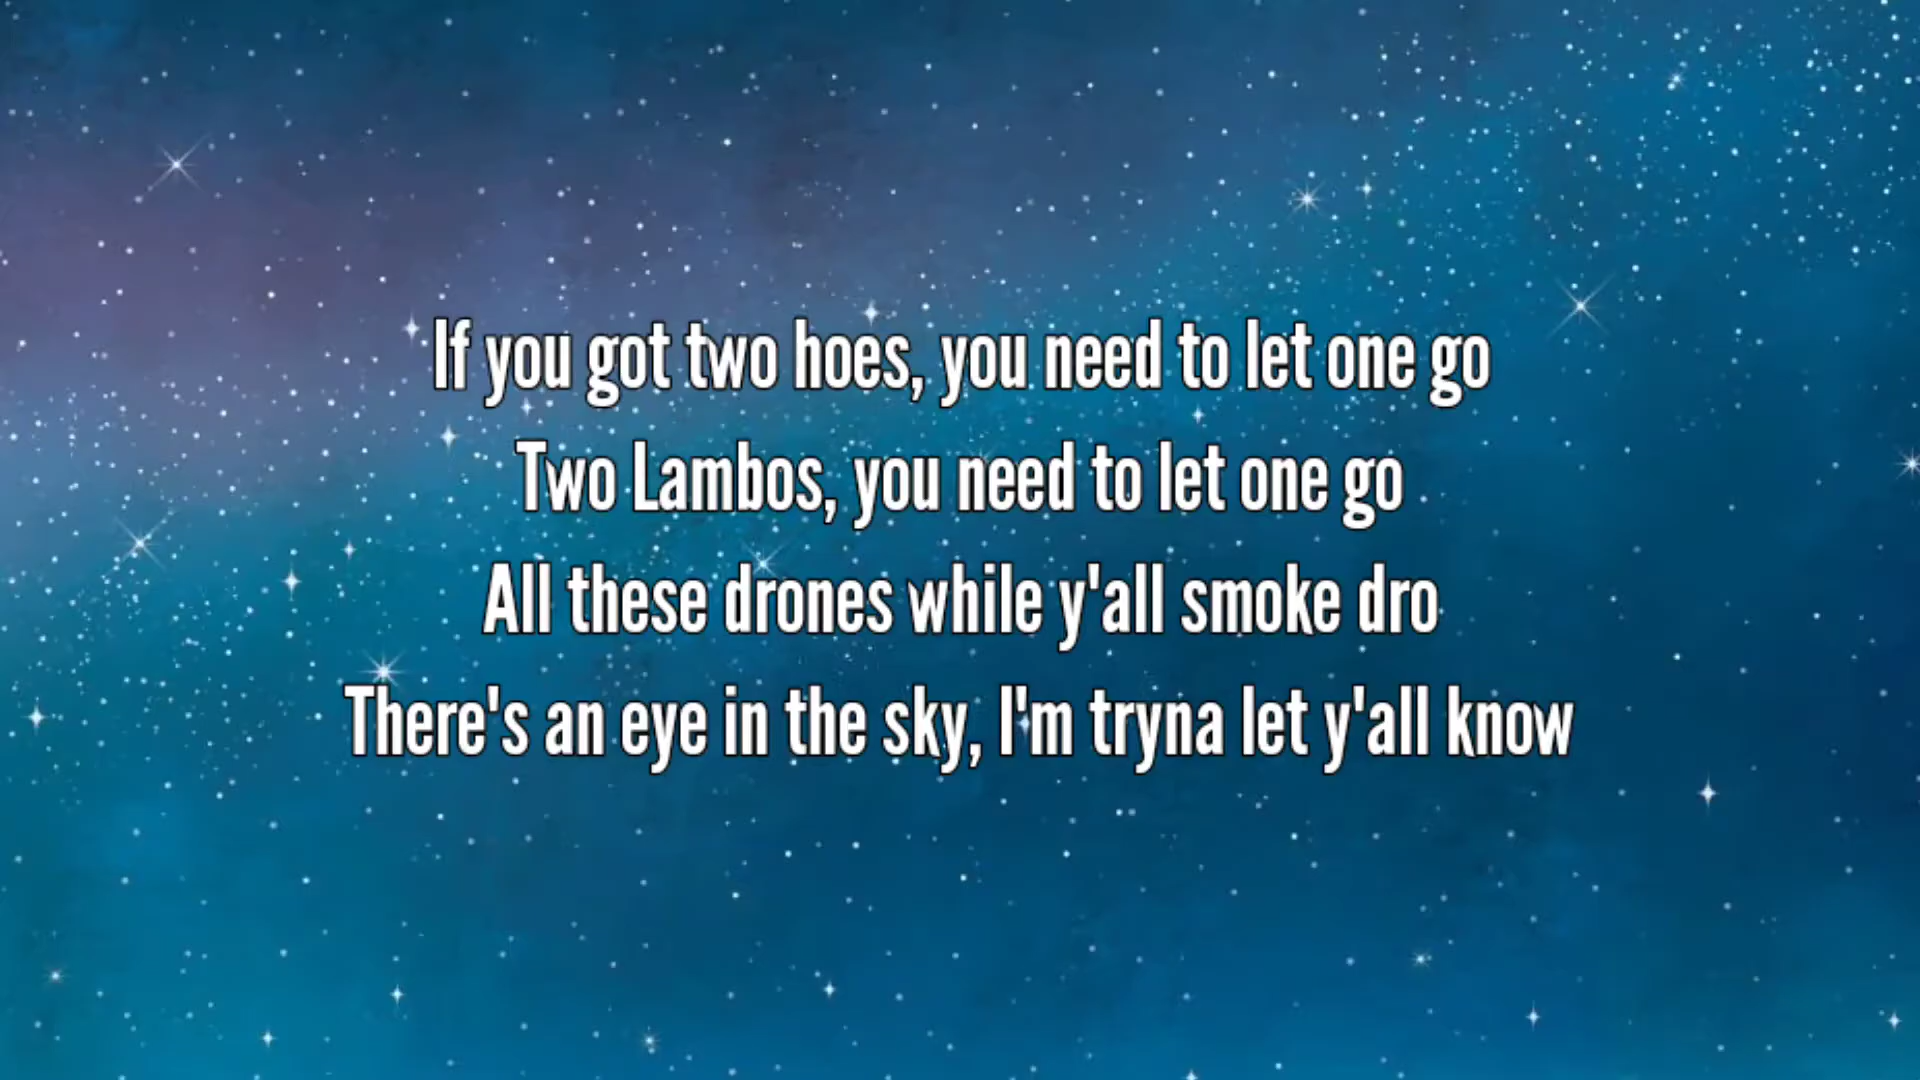 If you got two hoes, you need to let one go
Two Lambos, you need to let one go
All these drones while y'all smoke dro
There's an eye in the sky, I'm tryna let y'all know